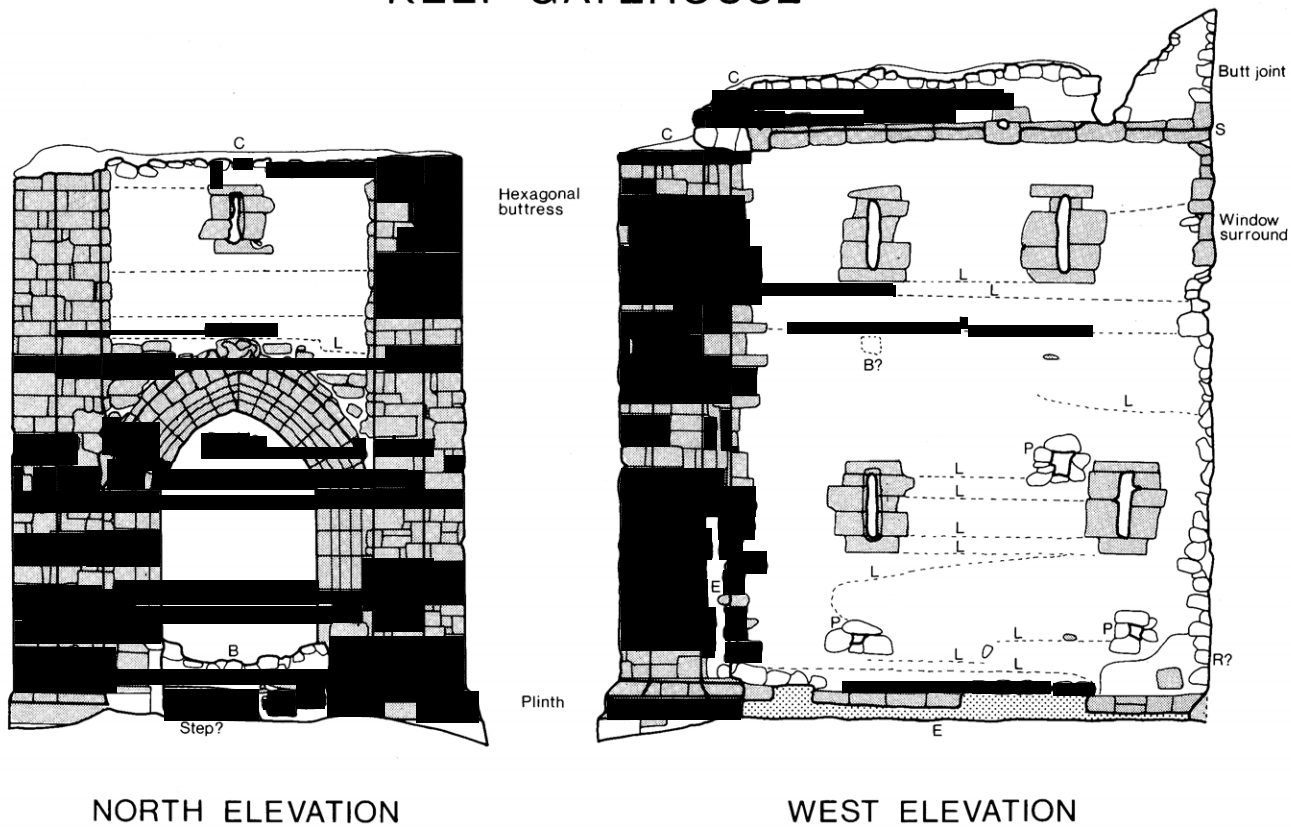 KEEP GATEHOUSE
C
Butt joint
C
S
C
Hexagonal
buttress
Window
surround
L
L
L
B?
L
P
L
L
L
L
L
E
P
P
L
B
L
L
R?
Plinth
Step?
E
NORTH ELEVATION
WEST ELEVATION